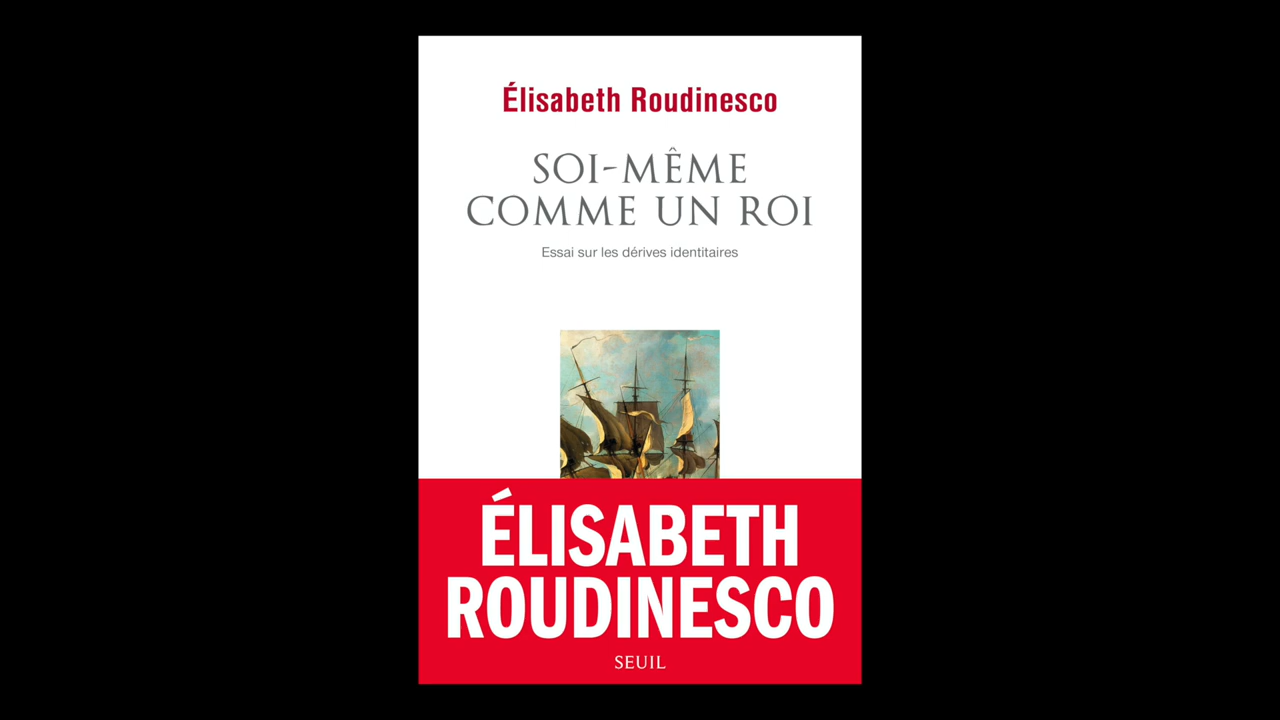 Élisabeth Roudinesco
SOI-MÊME
COMME UN ROI
Essai sur les dérives identitaires
ÉLISABETH
ROUDINESCO
SEUIL